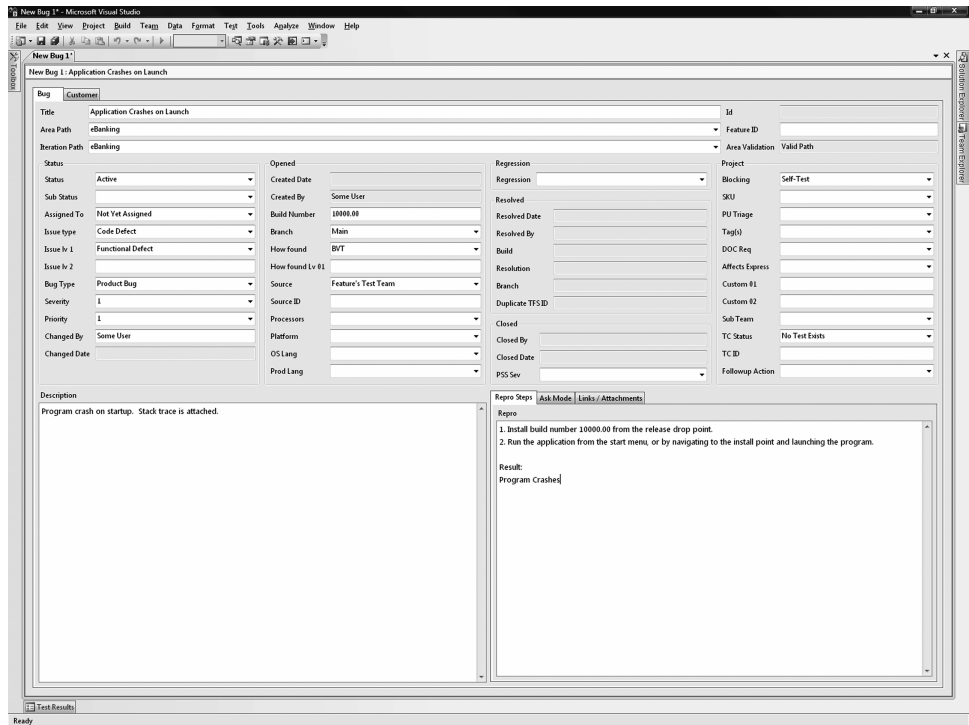 New Bug 1* - Microsoft Visual Studio
File Edit View Project Build Team Data Format Test Tools Analyze Window Help
New Bug 1*
Toolbox
Solution Explorer
Team Explorer
New Bug 1 : Application Crashes on Launch
Bug Customer
Title Application Crashes on Launch Id
Area Path eBanking Feature ID
Iteration Path eBanking Area Validation Valid Path
Status Opened Regression Project
Status Active Created Date Regression Blocking Self-Test
Sub Status Created By Some User Resolved SKU
Assigned To Not Yet Assigned Build Number 10000.00 Resolved Date PU Triage
Issue type Code Defect Branch Main Resolved By Tag(s)
Issue lv 1 Functional Defect How found BVT Build DOC Req
Issue lv 2 How found Lv 01 Resolution Affects Express
Bug Type Product Bug Source Feature's Test Team Branch Custom 01
Severity 1 Source ID Duplicate TFS ID Custom 02
Priority 1 Processors Closed Sub Team
Changed By Some User Platform Closed By TC Status No Test Exists
Changed Date OS Lang Closed Date TC ID
Prod Lang PSS Sev Followup Action
Description
Program crash on startup. Stack trace is attached.
Repro Steps Ask Mode Links / Attachments
Repro
1. Install build number 10000.00 from the release drop point.
2. Run the application from the start menu, or by navigating to the install point and launching the program.
Result:
Program Crashes
Test Results
Ready